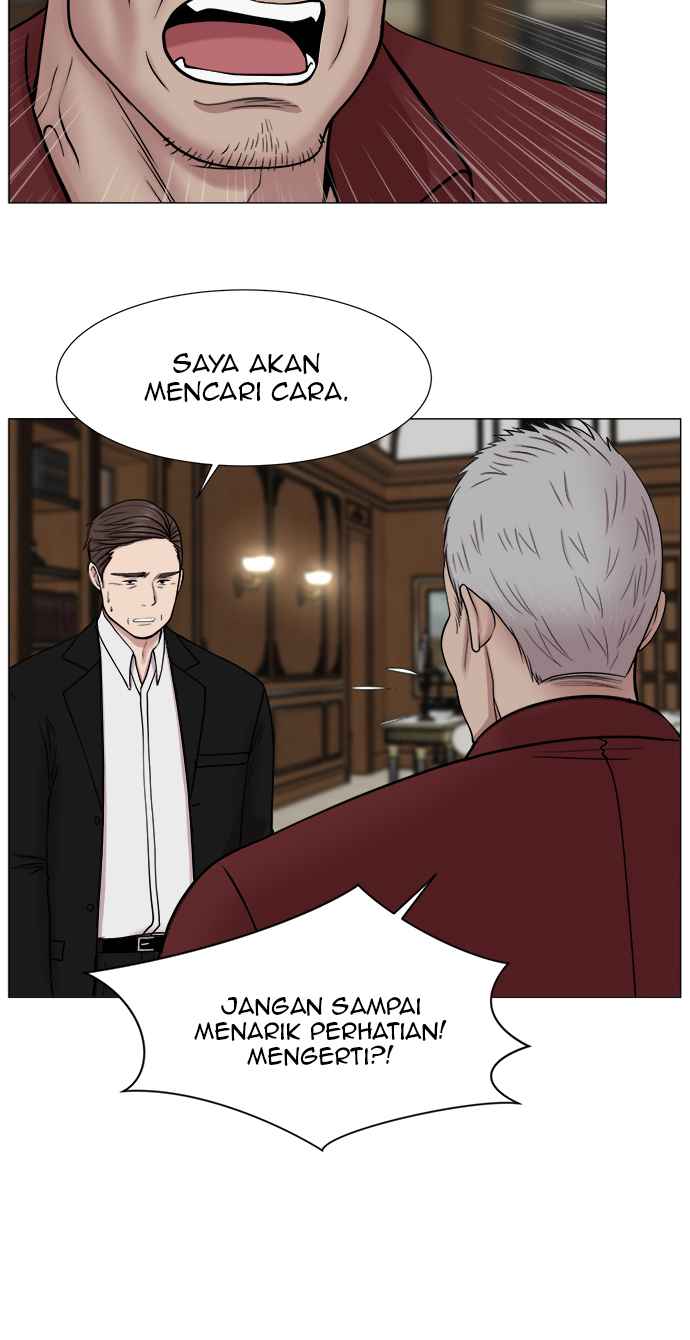 SAYA AKAN
MENCARI CARA.
JANGAN SAMPAI
MENARIK PERHATIAN!
MENGERTI?!